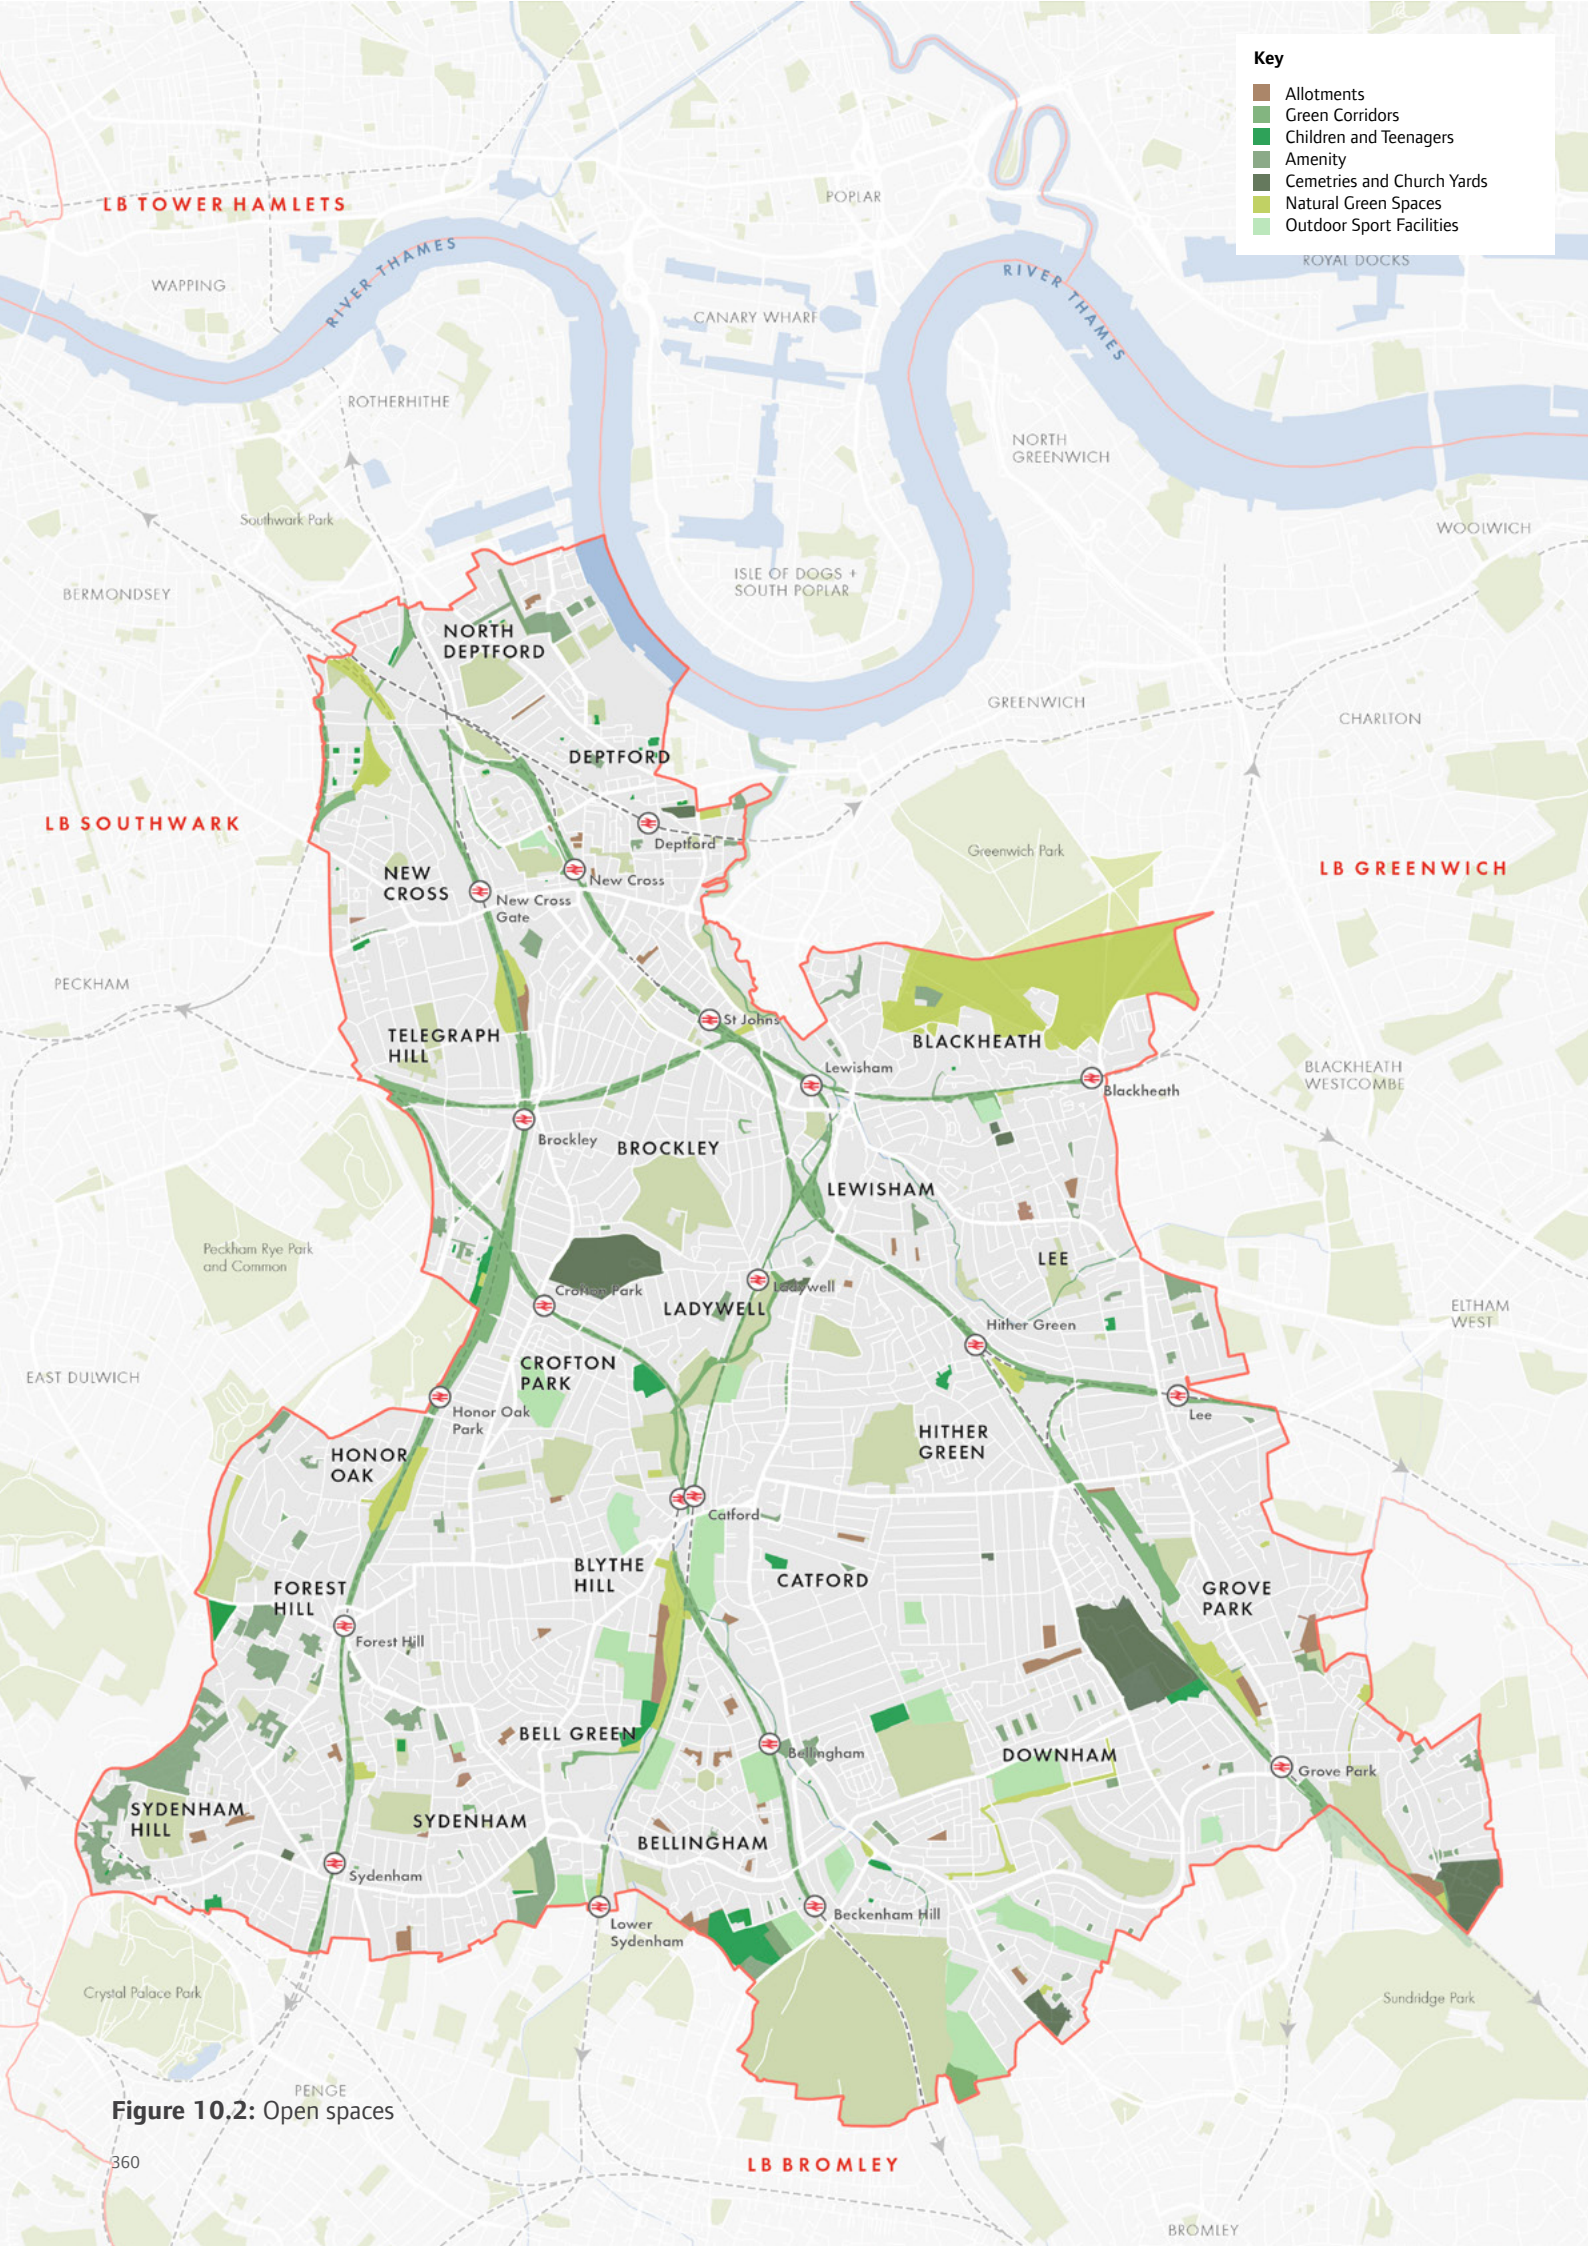 Key
Allotments
Green Corridors
Children and Teenagers
Amenity
Cemetries and Church Yards
Natural Green Spaces
Outdoor Sport Facilities
POPLAR
LB TOWER HAMLETS
RIVER THAMES
ROYAL DOCKS
RIVER THAMES
WAPPING
CANARY WHARF
ROTHERHITHE
NORTH
GREENWICH
Southwark Park
WOOLWICH
ISLE OF DOGS +
SOUTH POPLAR
BERMONDSEY
NORTH
DEPTFORD
GREENWICH
CHARLTON
DEPTFORD
LB SOUTHWARK
Deptford
Greenwich Park
LB GREENWICH
NEW
CROSS
New Cross
New Cross
Gate
PECKHAM
St Johns
TELEGRAPH
HILL
BLACKHEATH
Lewisham
BLACKHEATH
WESTCOMBE
Blackheath
Brockley
BROCKLEY
LEWISHAM
Peckham Rye Park
and Common
LEE
Crofton Park
Ladywell
LADYWELL
ELTHAM
WEST
Hither Green
CROFTON
PARK
EAST DULWICH
Honor Oak
Park
Lee
HITHER
GREEN
HONOR
OAK
Catford
BLYTHE
HILL
CATFORD
FOREST
HILL
GROVE
PARK
Forest Hill
BELL GREEN
Bellingham
DOWNHAM
Grove Park
SYDENHAM
HILL
SYDENHAM
BELLINGHAM
Sydenham
Beckenham Hill
Lower
Sydenham
Crystal Palace Park
Sundridge Park
PENGE
Figure 10.2: Open spaces
360
LB BROMLEY
BROMLEY